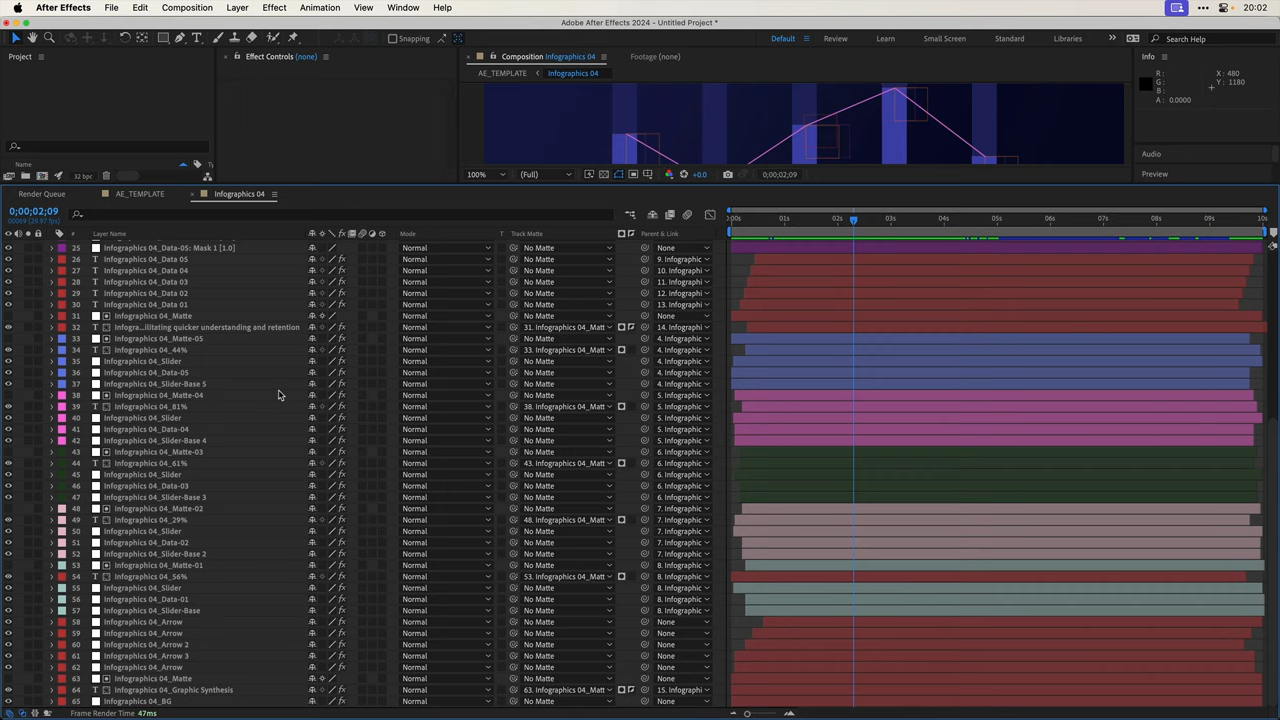 After Effects File Edit Composition Layer Effect Animation View Window Help 20:02
Adobe After Effects 2024 - Untitled Project *
Snapping Default Review Learn Small Screen Standard Libraries Search Help
Project Effect Controls (none) Composition Infographics 04 Footage (none) Info
AE_TEMPLATE Infographics 04
R: X: 480
G: Y: 1180
B:
A: 0.0000
Audio
Name Ty
Preview
32 bpc 100% (Full) +0.0 0;00;02;09
Render Queue AE_TEMPLATE Infographics 04
0;00;02;09
00069 (29.97 fps)
:00s 01s 02s 03s 04s 05s 06s 07s 08s 09s 10s
# Layer Name Mode T Track Matte Parent & Link
25 Infographics 04_Data-05: Mask 1 [1.0] Normal No Matte None
26 Infographics 04_Data 05 Normal No Matte 9. Infographic
27 Infographics 04_Data 04 Normal No Matte 10. Infographi
28 Infographics 04_Data 03 Normal No Matte 11. Infographi
29 Infographics 04_Data 02 Normal No Matte 12. Infographi
30 Infographics 04_Data 01 Normal No Matte 13. Infographi
31 Infographics 04_Matte Normal No Matte None
32 Infogra...ilitating quicker understanding and retention Normal 31. Infographics 04_Matt 14. Infographi
33 Infographics 04_Matte-05 Normal No Matte 4. Infographic
34 Infographics 04_44% Normal 33. Infographics 04_Matt 4. Infographic
35 Infographics 04_Slider Normal No Matte 4. Infographic
36 Infographics 04_Data-05 Normal No Matte 4. Infographic
37 Infographics 04_Slider-Base 5 Normal No Matte 4. Infographic
38 Infographics 04_Matte-04 Normal No Matte 5. Infographic
39 Infographics 04_81% Normal 38. Infographics 04_Matt 5. Infographic
40 Infographics 04_Slider Normal No Matte 5. Infographic
41 Infographics 04_Data-04 Normal No Matte 5. Infographic
42 Infographics 04_Slider-Base 4 Normal No Matte 5. Infographic
43 Infographics 04_Matte-03 Normal No Matte 6. Infographic
44 Infographics 04_61% Normal 43. Infographics 04_Matt 6. Infographic
45 Infographics 04_Slider Normal No Matte 6. Infographic
46 Infographics 04_Data-03 Normal No Matte 6. Infographic
47 Infographics 04_Slider-Base 3 Normal No Matte 6. Infographic
48 Infographics 04_Matte-02 Normal No Matte 7. Infographic
49 Infographics 04_29% Normal 48. Infographics 04_Matt 7. Infographic
50 Infographics 04_Slider Normal No Matte 7. Infographic
51 Infographics 04_Data-02 Normal No Matte 7. Infographic
52 Infographics 04_Slider-Base 2 Normal No Matte 7. Infographic
53 Infographics 04_Matte-01 Normal No Matte 8. Infographic
54 Infographics 04_56% Normal 53. Infographics 04_Matt 8. Infographic
55 Infographics 04_Slider Normal No Matte 8. Infographic
56 Infographics 04_Data-01 Normal No Matte 8. Infographic
57 Infographics 04_Slider-Base Normal No Matte 8. Infographic
58 Infographics 04_Arrow Normal No Matte None
59 Infographics 04_Arrow Normal No Matte None
60 Infographics 04_Arrow 2 Normal No Matte None
61 Infographics 04_Arrow 3 Normal No Matte None
62 Infographics 04_Arrow Normal No Matte None
63 Infographics 04_Matte Normal No Matte None
64 Infographics 04_Graphic Synthesis Normal 63. Infographics 04_Matt 15. Infographi
65 Infographics 04_BG Normal No Matte None
Frame Render Time 47ms